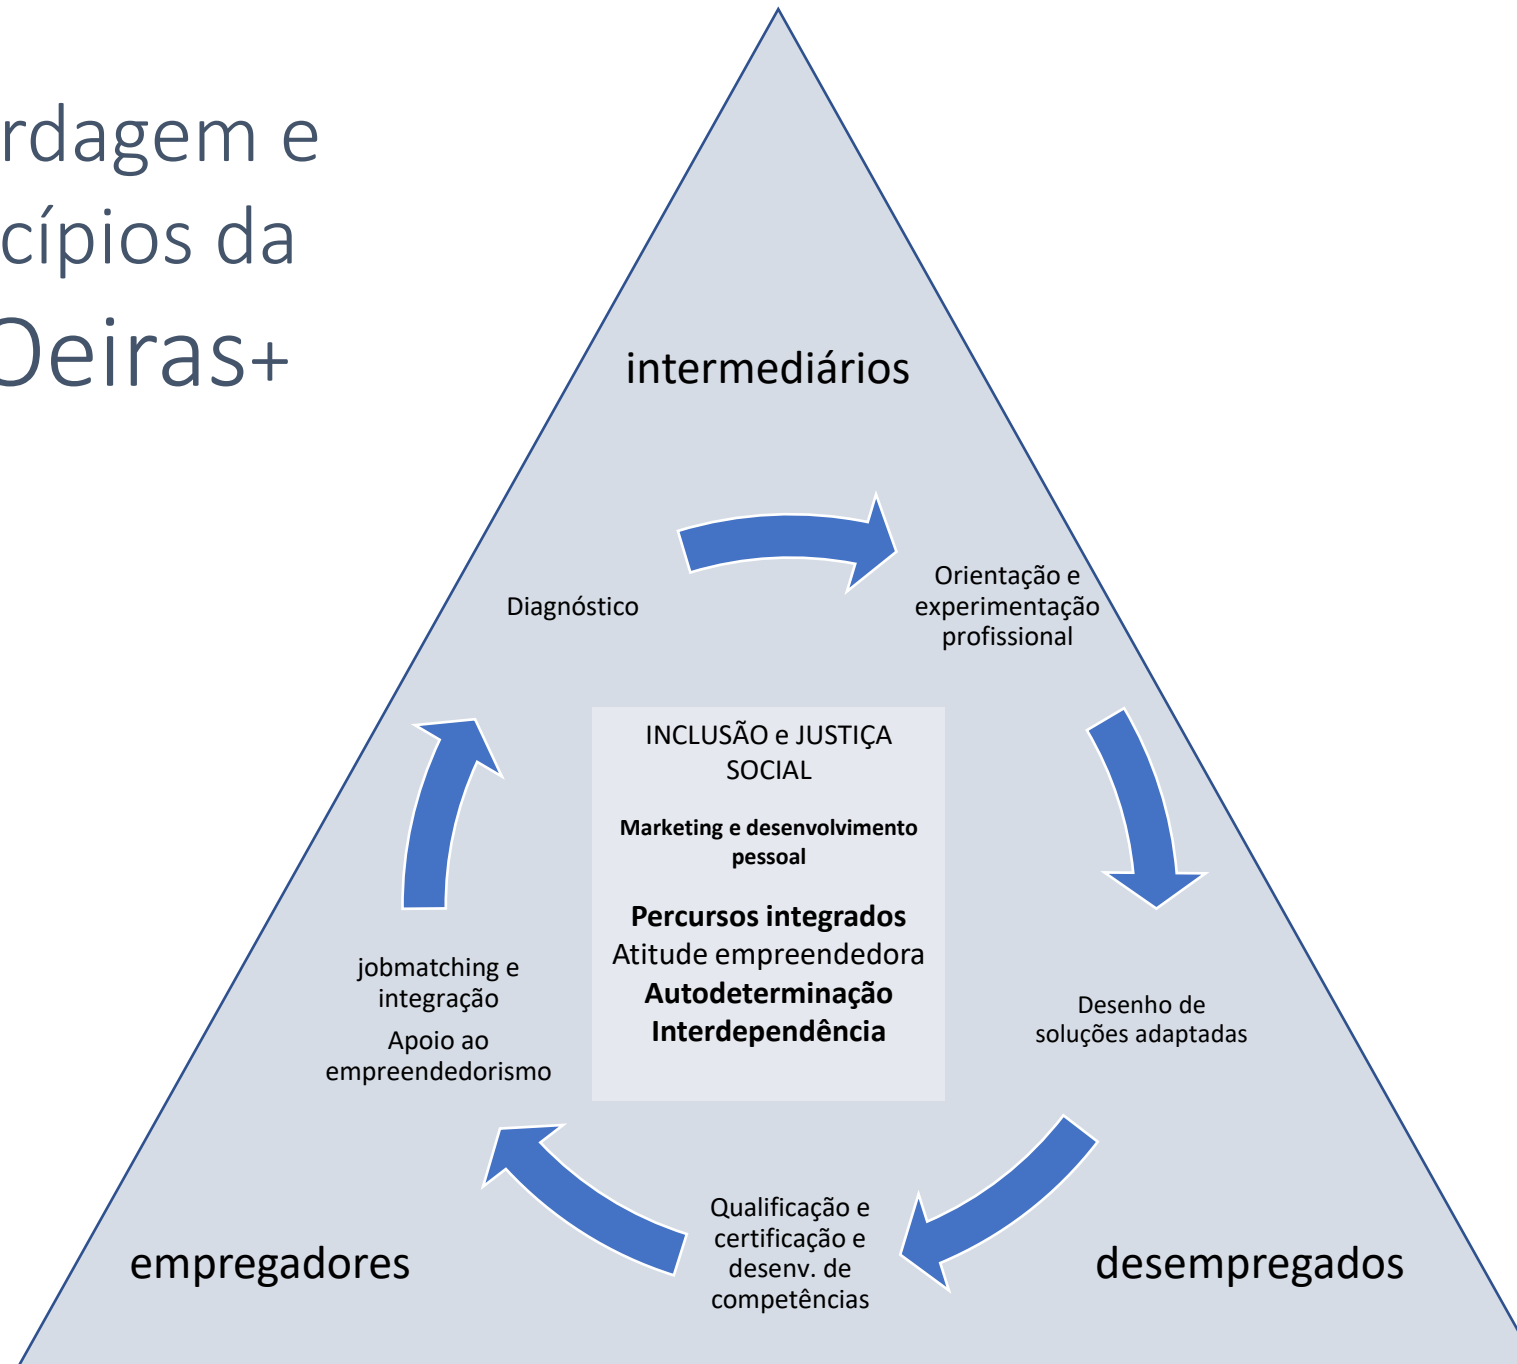 rdagem e
cípios da
Oeiras+
intermediários
Diagnóstico
Orientação e
experimentação
profissional
INCLUSÃO e JUSTIÇA
SOCIAL
Marketing e desenvolvimento
pessoal
Percursos integrados
Atitude empreendedora
Autodeterminação
Interdependência
jobmatching e
integração
Apoio ao
empreendedorismo
Desenho de
soluções adaptadas
Qualificação e
certificação e
desenv. de
competências
empregadores
desempregados